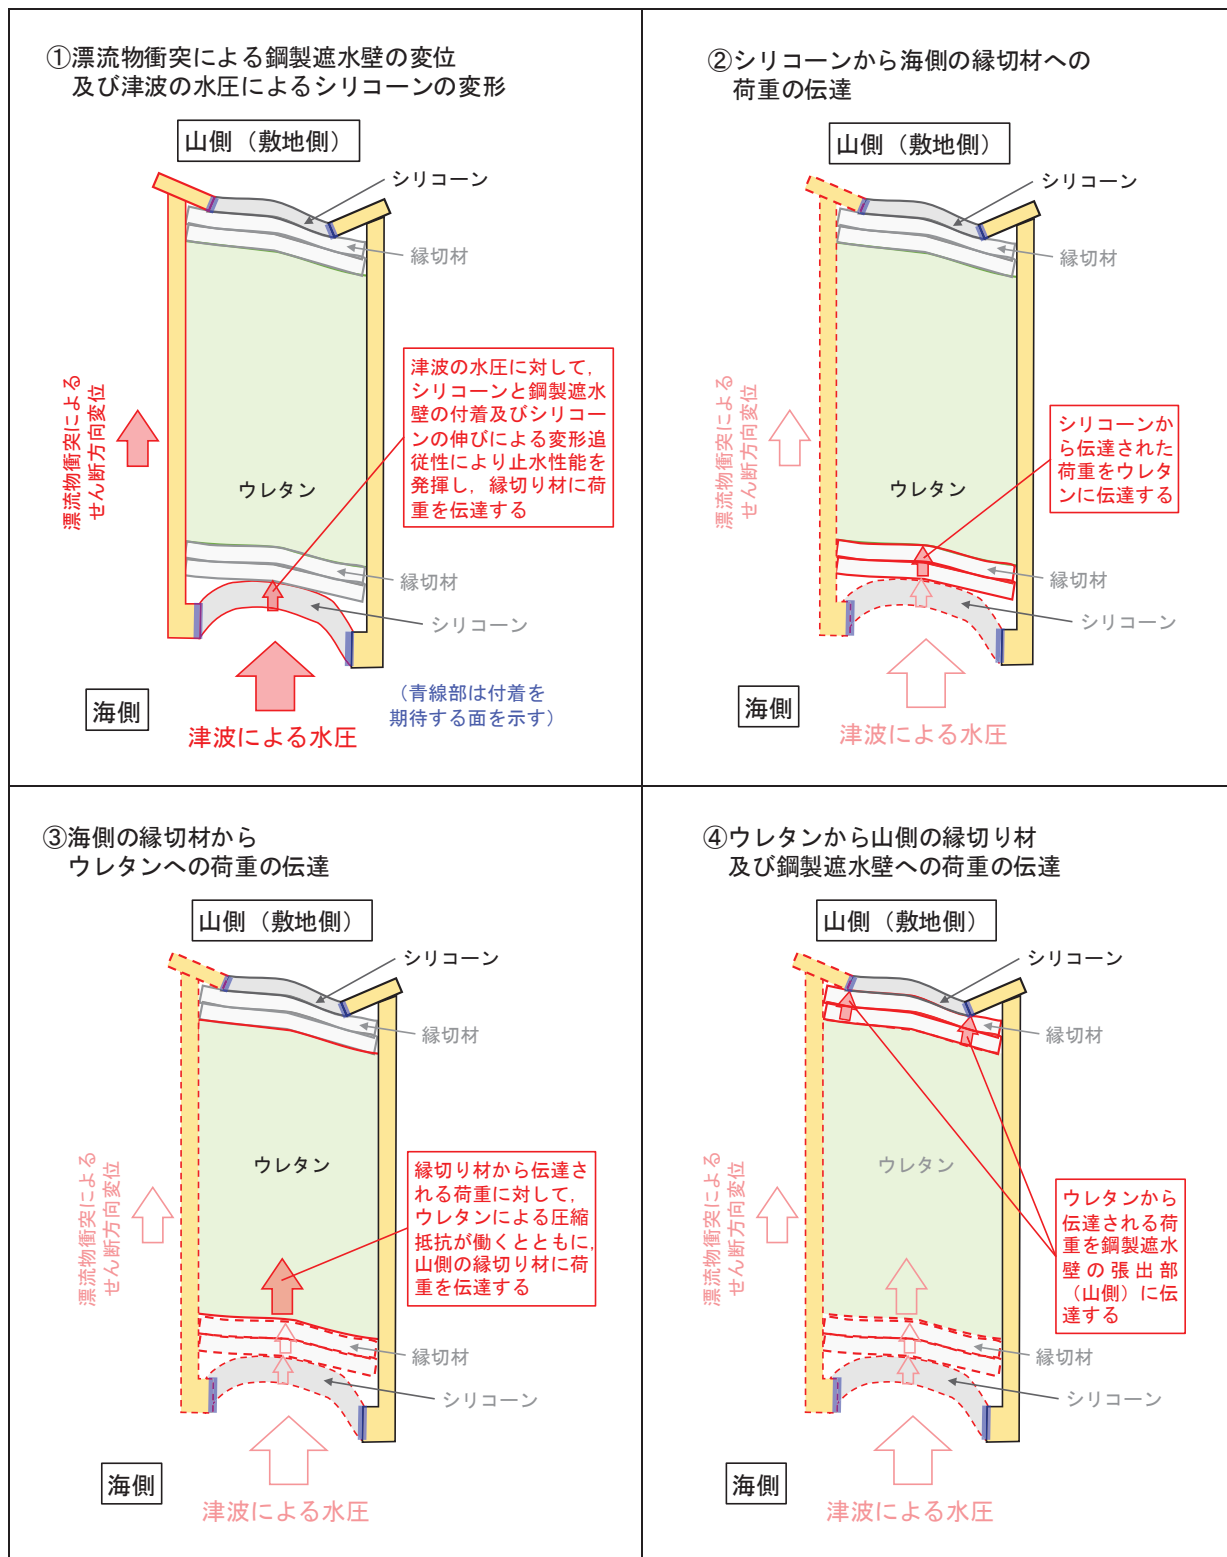 ①漂流物衝突による鋼製遮水壁の変位
及び津波の水圧によるシリコーンの変形
山側（敷地側）
シリコーン
縁切材
津波の水圧に対して，
シリコーンと鋼製遮水
壁の付着及びシリコー
ンの伸びによる変形追
従性により止水性能を
発揮し，縁切り材に荷
重を伝達する
漂流物衝突による
せん断方向変位
ウレタン
縁切材
シリコーン
（青線部は付着を
期待する面を示す）
海側
津波による水圧
②シリコーンから海側の縁切材への
荷重の伝達
山側（敷地側）
シリコーン
縁切材
漂流物衝突による
せん断方向変位
シリコーンか
ら伝達された
荷重をウレタ
ンに伝達する
ウレタン
縁切材
シリコーン
海側
津波による水圧
③海側の縁切材から
ウレタンへの荷重の伝達
山側（敷地側）
シリコーン
縁切材
漂流物衝突による
せん断方向変位
ウレタン
縁切り材から伝達さ
れる荷重に対して，
ウレタンによる圧縮
抵抗が働くとともに，
山側の縁切り材に荷
重を伝達する
縁切材
シリコーン
海側
津波による水圧
④ウレタンから山側の縁切り材
及び鋼製遮水壁への荷重の伝達
山側（敷地側）
シリコーン
縁切材
漂流物衝突による
せん断方向変位
ウレタン
ウレタンから
伝達される荷
重を鋼製遮水
壁の張出部
（山側）に伝
達する
縁切材
シリコーン
海側
津波による水圧